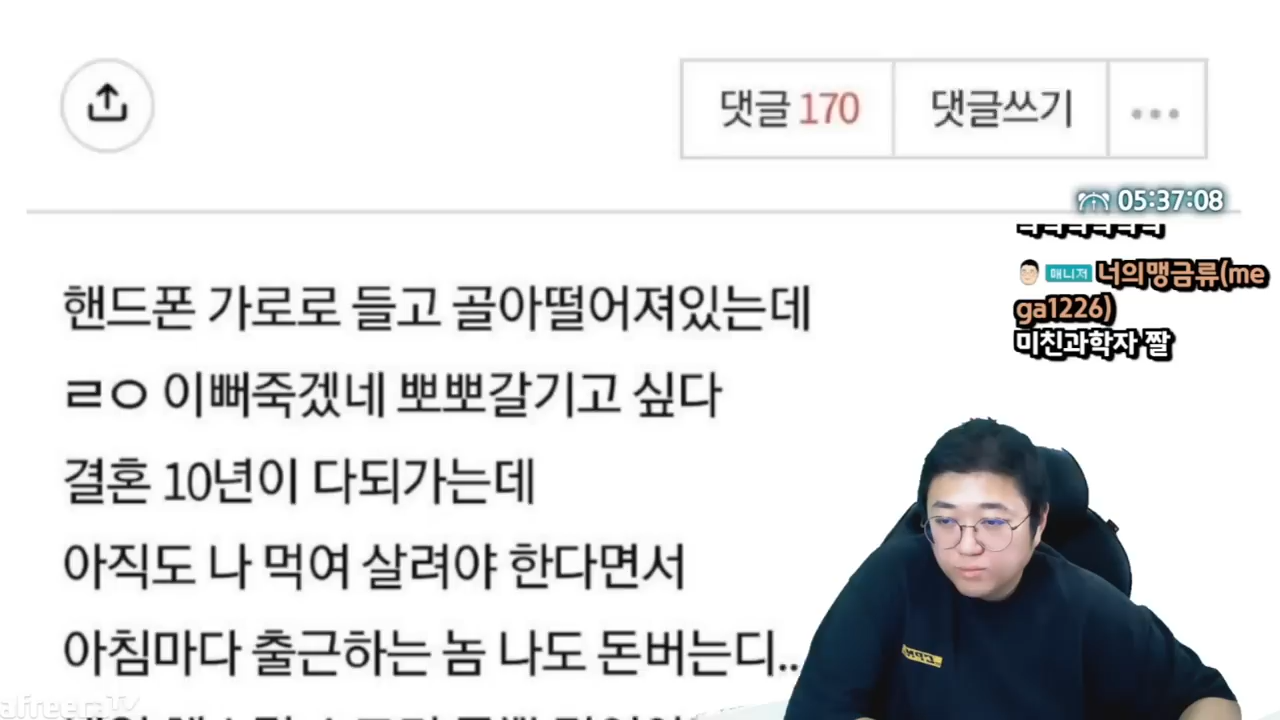 댓글 170
댓글쓰기
05:37:08
매니저 너의맹금류(me
ga1226)
미친과학자 짤
핸드폰 가로로 들고 골아떨어져있는데
ㄹㅇ 이뻐죽겠네 뽀뽀갈기고 싶다
결혼 10년이 다되가는데
아직도 나 먹여 살려야 한다면서
아침마다 출근하는 놈 나도 돈버는디..
afreecaTV